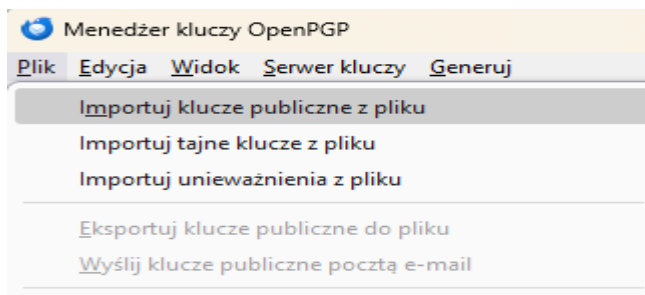 Menedżer kluczy OpenPGP
Plik Edycja Widok Serwer kluczy Generuj
Importuj klucze publiczne z pliku
Importuj tajne klucze z pliku
Importuj unieważnienia z pliku
Eksportuj klucze publiczne do pliku
Wyślij klucze publiczne pocztą e-mail